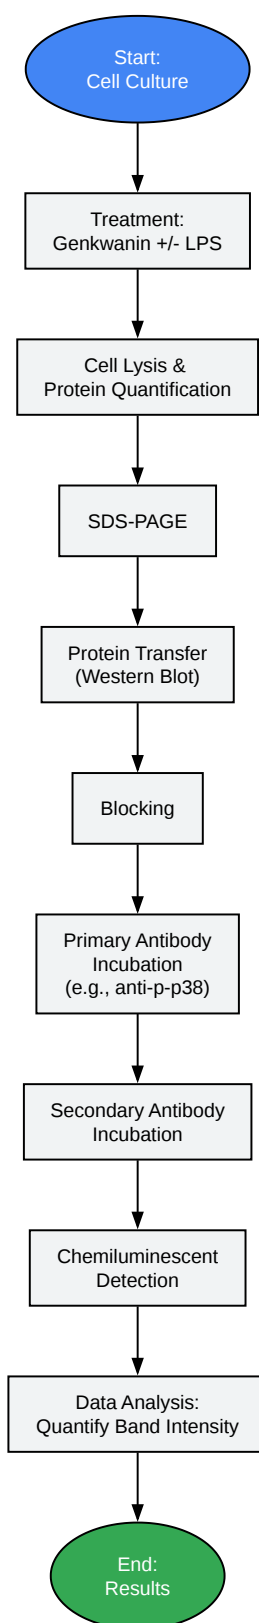 Start:
Cell Culture
Treatment:
Genkwanin +/- LPS
Cell Lysis &
Protein Quantification
SDS-PAGE
Protein Transfer
(Western Blot)
Blocking
Primary Antibody
Incubation
(e.g., anti-p-p38)
Secondary Antibody
Incubation
Chemiluminescent
Detection
Data Analysis:
Quantify Band Intensity
End:
Results